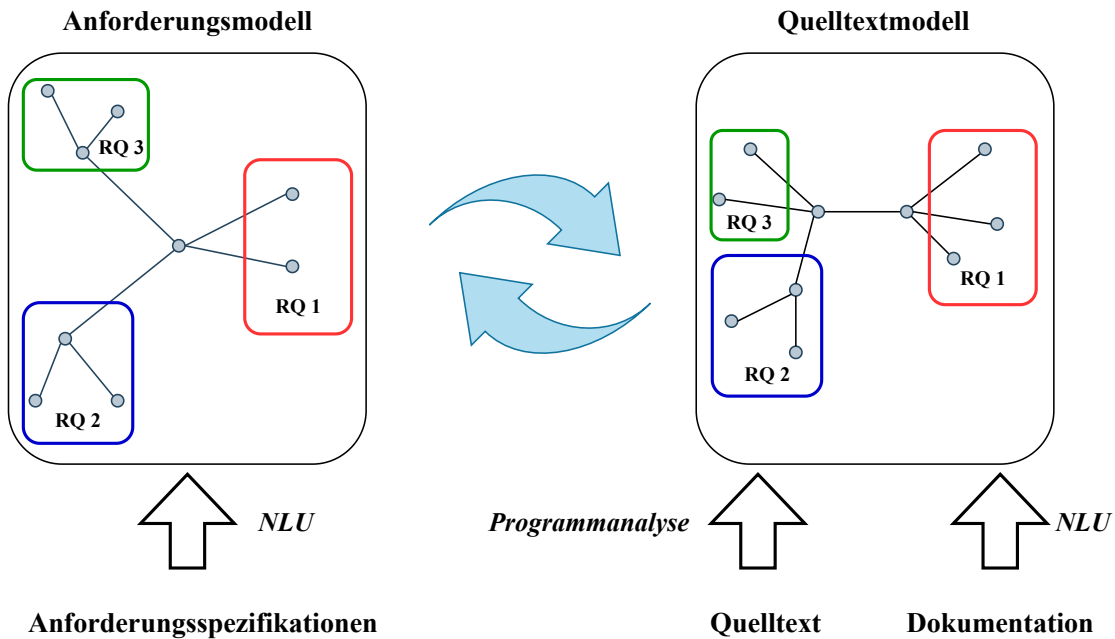 Anforderungsmodell
Quelltextmodell
RQ 3
RQ 1
RQ 2
RQ 3
RQ 1
RQ 2
NLU
Programmanalyse
NLU
Anforderungsspezifikationen
Quelltext
Dokumentation